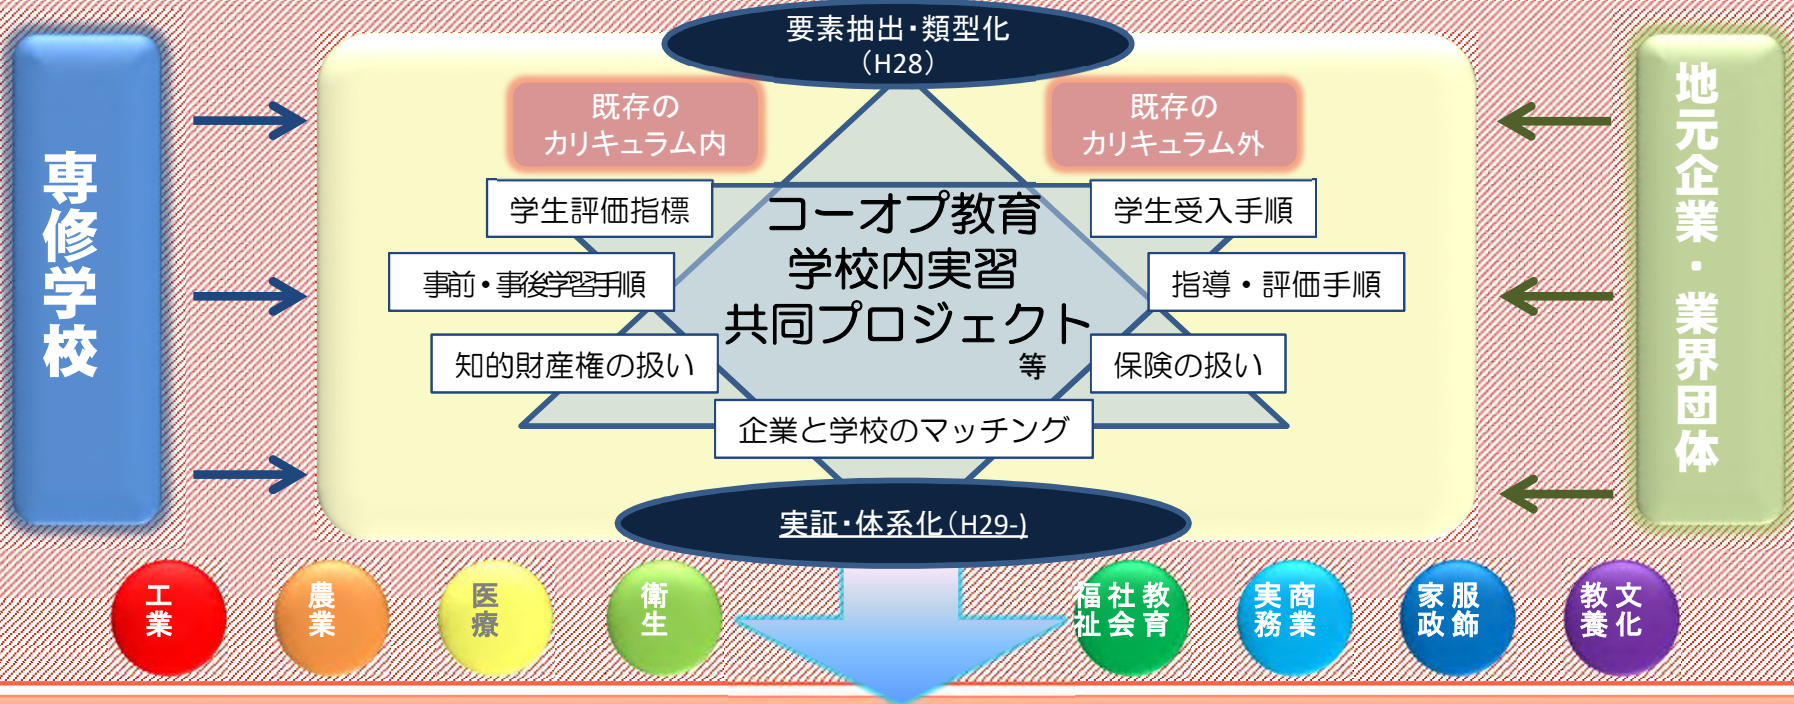 要素抽出・類型化
（H28）
専修学校
地元企業・業界団体
既存の
カリキュラム内
既存の
カリキュラム外
学生評価指標
学生受入手順
コーオプ教育
学校内実習
共同プロジェクト
等
事前・事後学習手順
指導・評価手順
知的財産権の扱い
保険の扱い
企業と学校のマッチング
実証・体系化（H29-)
工業
農業
医療
衛生
教育
社会
福祉
商業
実務
服飾
家政
文化
教養